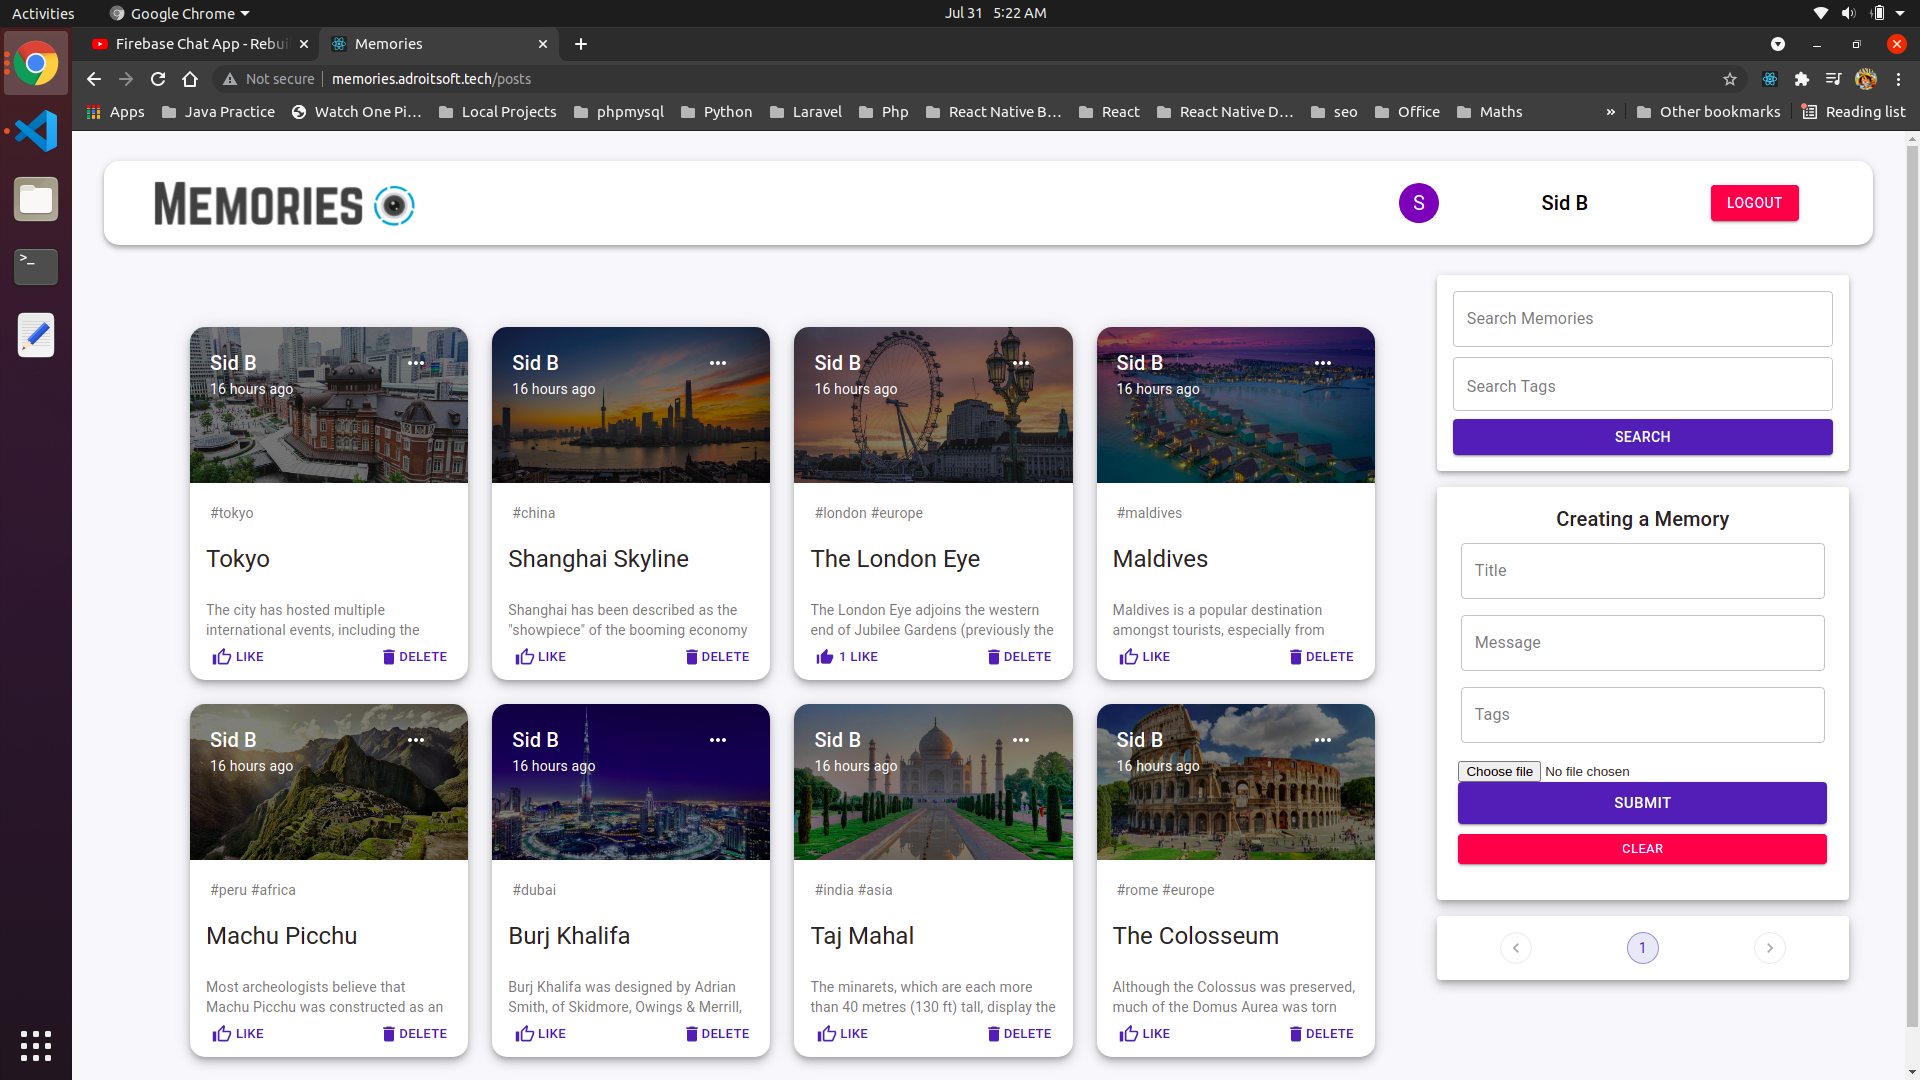 Activities
Google Chrome
Jul 31 5:22 AM
Firebase Chat App - Rebui
Memories
Not secure
memories.adroitsoft.tech/posts
Apps
Java Practice
Watch One Pi...
Local Projects
phpmysql
Python
Laravel
Php
React Native B...
React
React Native D...
seo
Office
Maths
»
Other bookmarks
Reading list
MEMORIES
S
Sid B
LOGOUT
Sid B
16 hours ago
#tokyo
Tokyo
The city has hosted multiple
international events, including the
LIKE
DELETE
Sid B
16 hours ago
#china
Shanghai Skyline
Shanghai has been described as the
"showpiece" of the booming economy
LIKE
DELETE
Sid B
16 hours ago
#london #europe
The London Eye
The London Eye adjoins the western
end of Jubilee Gardens (previously the
1 LIKE
DELETE
Sid B
16 hours ago
#maldives
Maldives
Maldives is a popular destination
amongst tourists, especially from
LIKE
DELETE
Sid B
16 hours ago
#peru #africa
Machu Picchu
Most archeologists believe that
Machu Picchu was constructed as an
LIKE
DELETE
Sid B
16 hours ago
#dubai
Burj Khalifa
Burj Khalifa was designed by Adrian
Smith, of Skidmore, Owings & Merrill,
LIKE
DELETE
Sid B
16 hours ago
#india #asia
Taj Mahal
The minarets, which are each more
than 40 metres (130 ft) tall, display the
LIKE
DELETE
Sid B
16 hours ago
#rome #europe
The Colosseum
Although the Colossus was preserved,
much of the Domus Aurea was torn
LIKE
DELETE
Search Memories
Search Tags
SEARCH
Creating a Memory
Title
Message
Tags
Choose file No file chosen
SUBMIT
CLEAR
1